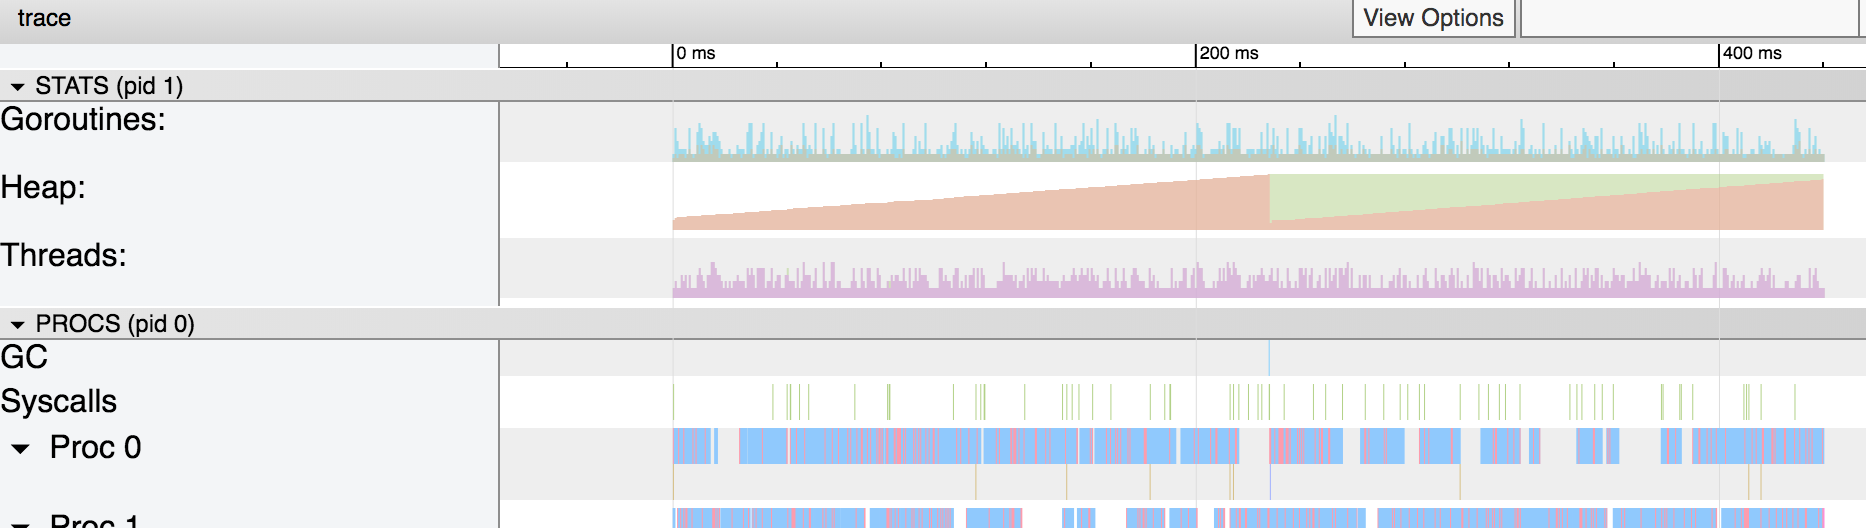 trace
View Options
0 ms
200 ms
400 ms
STATS (pid 1)
Goroutines:
Heap:
Threads:
PROCS (pid 0)
GC
Syscalls
Proc 0
Proc 1